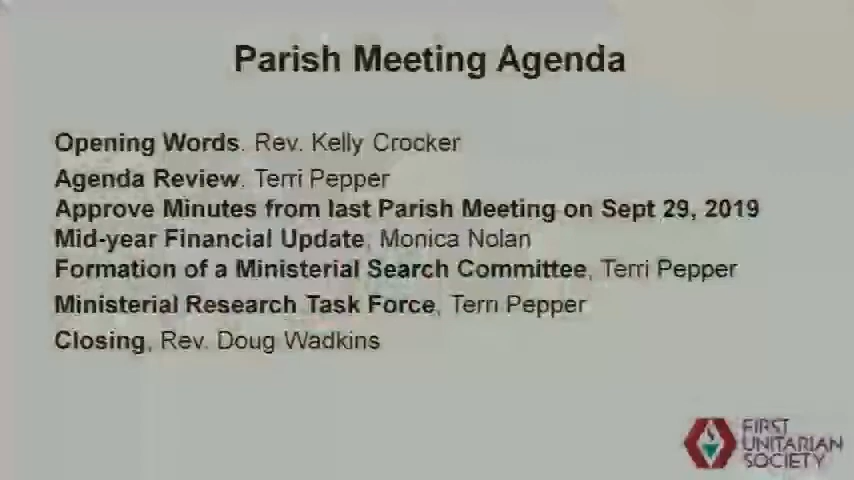 Parish Meeting Agenda
Opening Words. Rev. Kelly Crocker
Agenda Review. Terri Pepper
Approve Minutes from last Parish Meeting on Sept 29, 2019
Mid-year Financial Update, Monica Nolan
Formation of a Ministerial Search Committee, Terri Pepper
Ministerial Research Task Force, Terri Pepper
Closing, Rev. Doug Wadkins
FIRST
UNITARIAN
SOCIETY